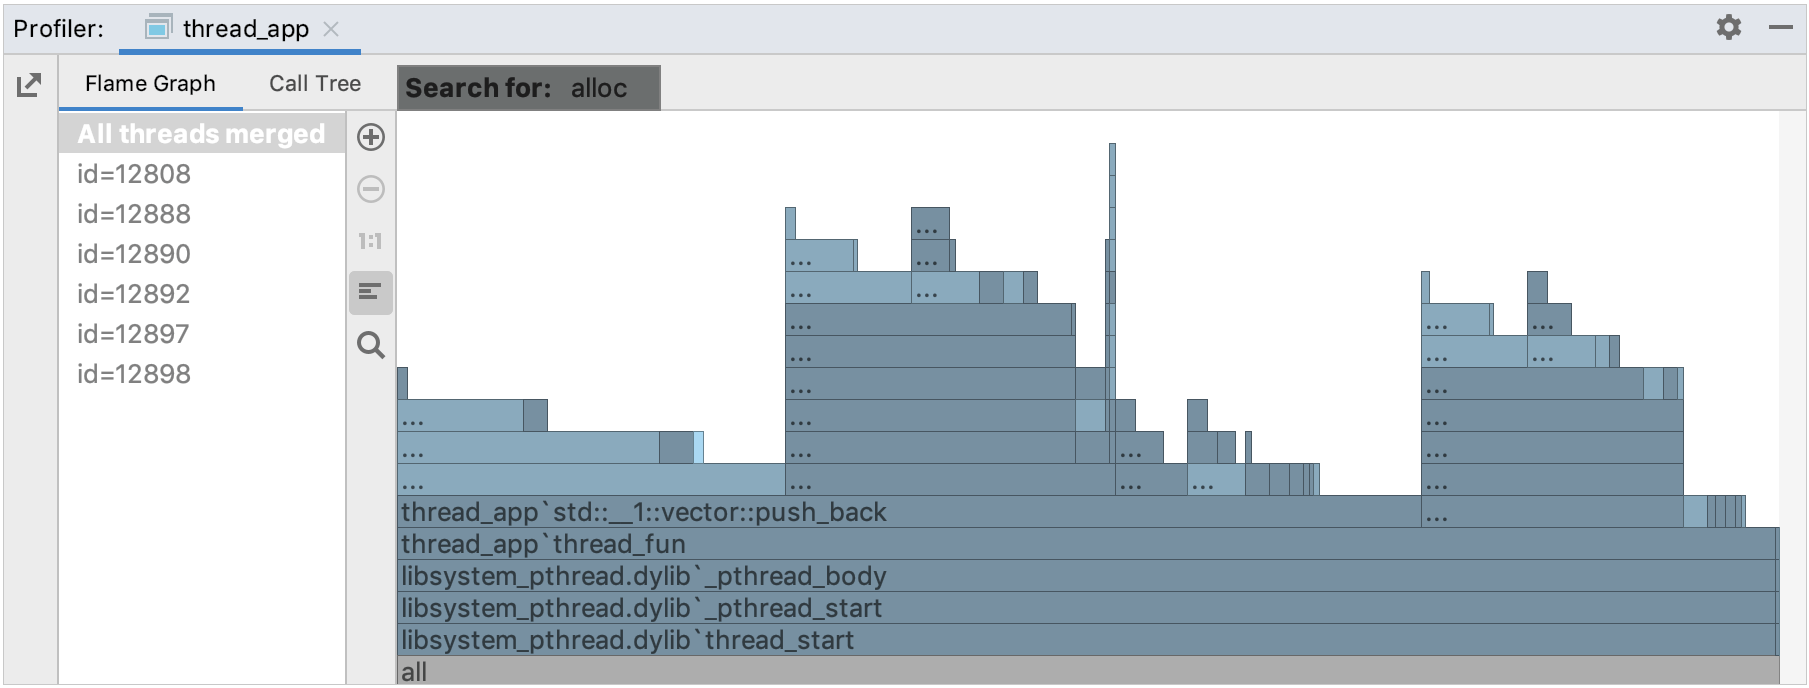 Profiler: thread_app
Flame Graph Call Tree Search for: alloc
All threads merged
id=12808
id=12888
id=12890
id=12892
id=12897
id=12898
1:1
... 
... ...
... ...
...
... ...
... ... ...
... ...
... ...
... ... ...
... ... ... ...
thread_app`std::__1::vector::push_back ...
thread_app`thread_fun
libsystem_pthread.dylib`_pthread_body
libsystem_pthread.dylib`_pthread_start
libsystem_pthread.dylib`thread_start
all